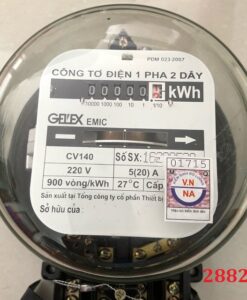 PDM 023-2007
CÔNG TƠ ĐIỆN 1 PHA 2 DÂY
00000 kWh
10000 1000 100 10 1 1/10
GELEX EMIC
CV140
Số SX:
220 V
5(20) A
900 vòng/kWh
27°C
Cấp
01715
V.N
NA
Sản xuất tại Tổng công ty cổ phần Thiết bị
Sở hữu của:
2882